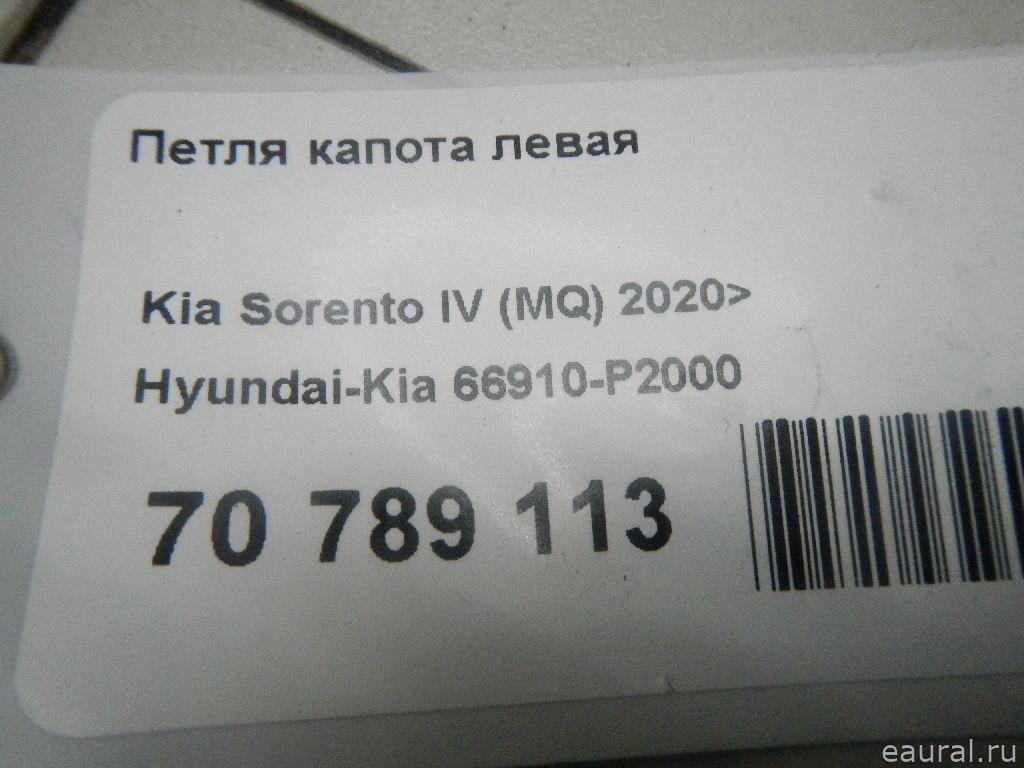 Петля капота левая
Kia Sorento IV (MQ) 2020>
Hyundai-Kia 66910-P2000
70 789 113
eaural.ru